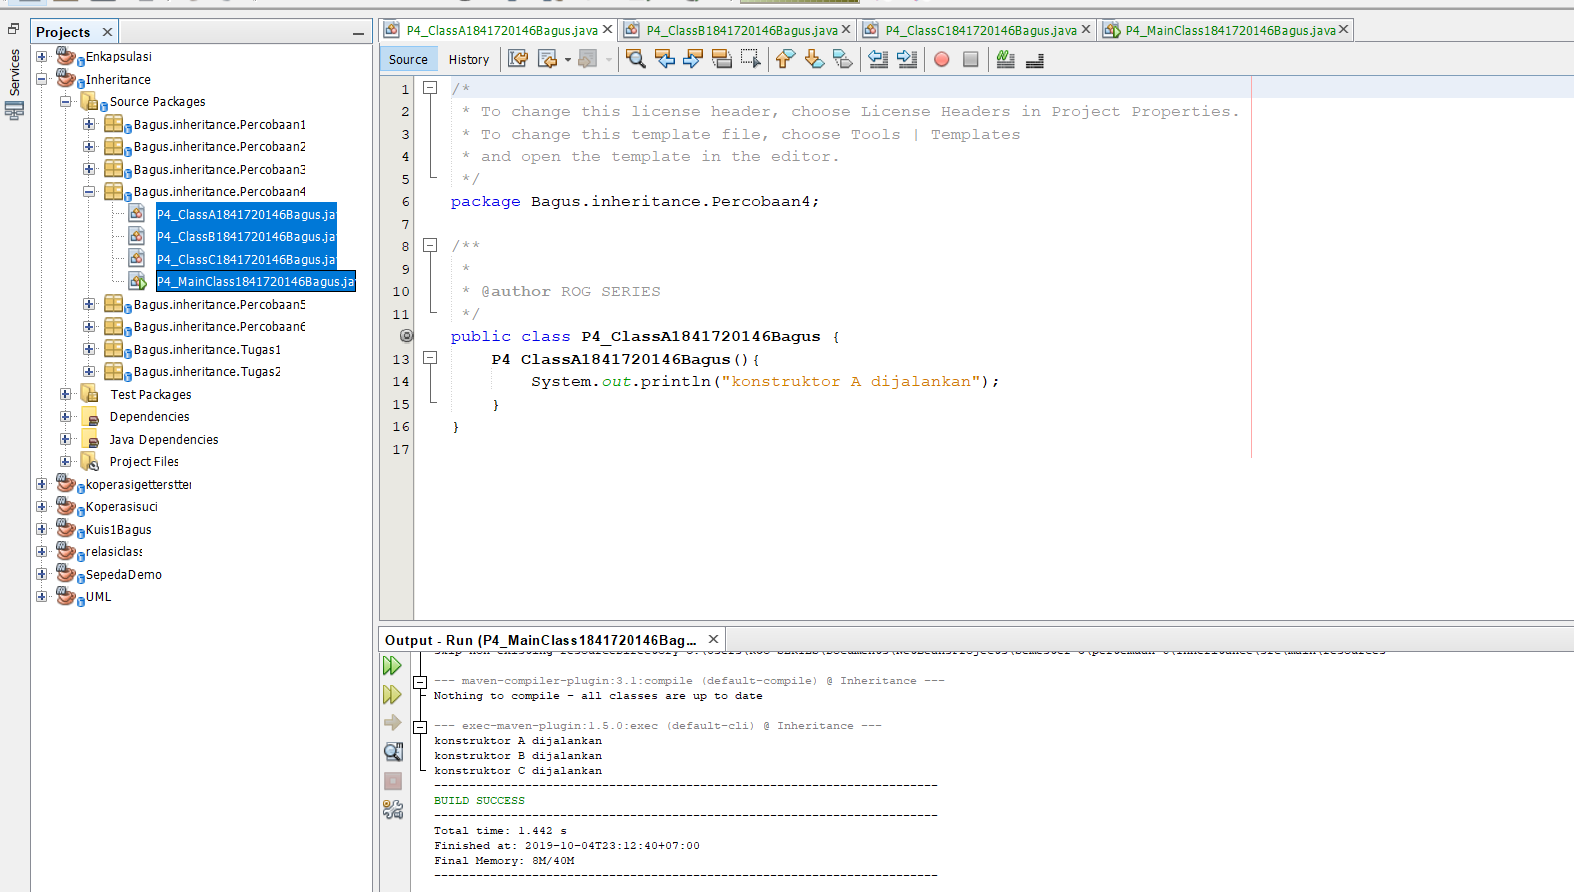 Services
Projects
Enkapsulasi
Inheritance
Source Packages
Bagus.inheritance.Percobaan1
Bagus.inheritance.Percobaan2
Bagus.inheritance.Percobaan3
Bagus.inheritance.Percobaan4
P4_ClassA1841720146Bagus.ja
P4_ClassB1841720146Bagus.ja
P4_ClassC1841720146Bagus.ja
P4_MainClass1841720146Bagus.ja
Bagus.inheritance.Percobaan5
Bagus.inheritance.Percobaan6
Bagus.inheritance.Tugas1
Bagus.inheritance.Tugas2
Test Packages
Dependencies
Java Dependencies
Project Files
koperasigetterstter
Koperasisuci
Kuis1Bagus
relasiclass
SepedaDemo
UML
P4_ClassA1841720146Bagus.java P4_ClassB1841720146Bagus.java P4_ClassC1841720146Bagus.java P4_MainClass1841720146Bagus.java
Source History
1 /*
2 * To change this license header, choose License Headers in Project Properties.
3 * To change this template file, choose Tools | Templates
4 * and open the template in the editor.
5 */
6 package Bagus.inheritance.Percobaan4;
7
8 /**
9 *
10 * @author ROG SERIES
11 */
public class P4_ClassA1841720146Bagus {
13 P4_ClassA1841720146Bagus(){
14 System.out.println("konstruktor A dijalankan");
15 }
16 }
17
Output - Run (P4_MainClass1841720146Bag...
--- maven-compiler-plugin:3.1:compile (default-compile) @ Inheritance ---
Nothing to compile - all classes are up to date
--- exec-maven-plugin:1.5.0:exec (default-cli) @ Inheritance ---
konstruktor A dijalankan
konstruktor B dijalankan
konstruktor C dijalankan
------------------------------------------------------------------------
BUILD SUCCESS
------------------------------------------------------------------------
Total time: 1.442 s
Finished at: 2019-10-04T23:12:40+07:00
Final Memory: 8M/40M
------------------------------------------------------------------------